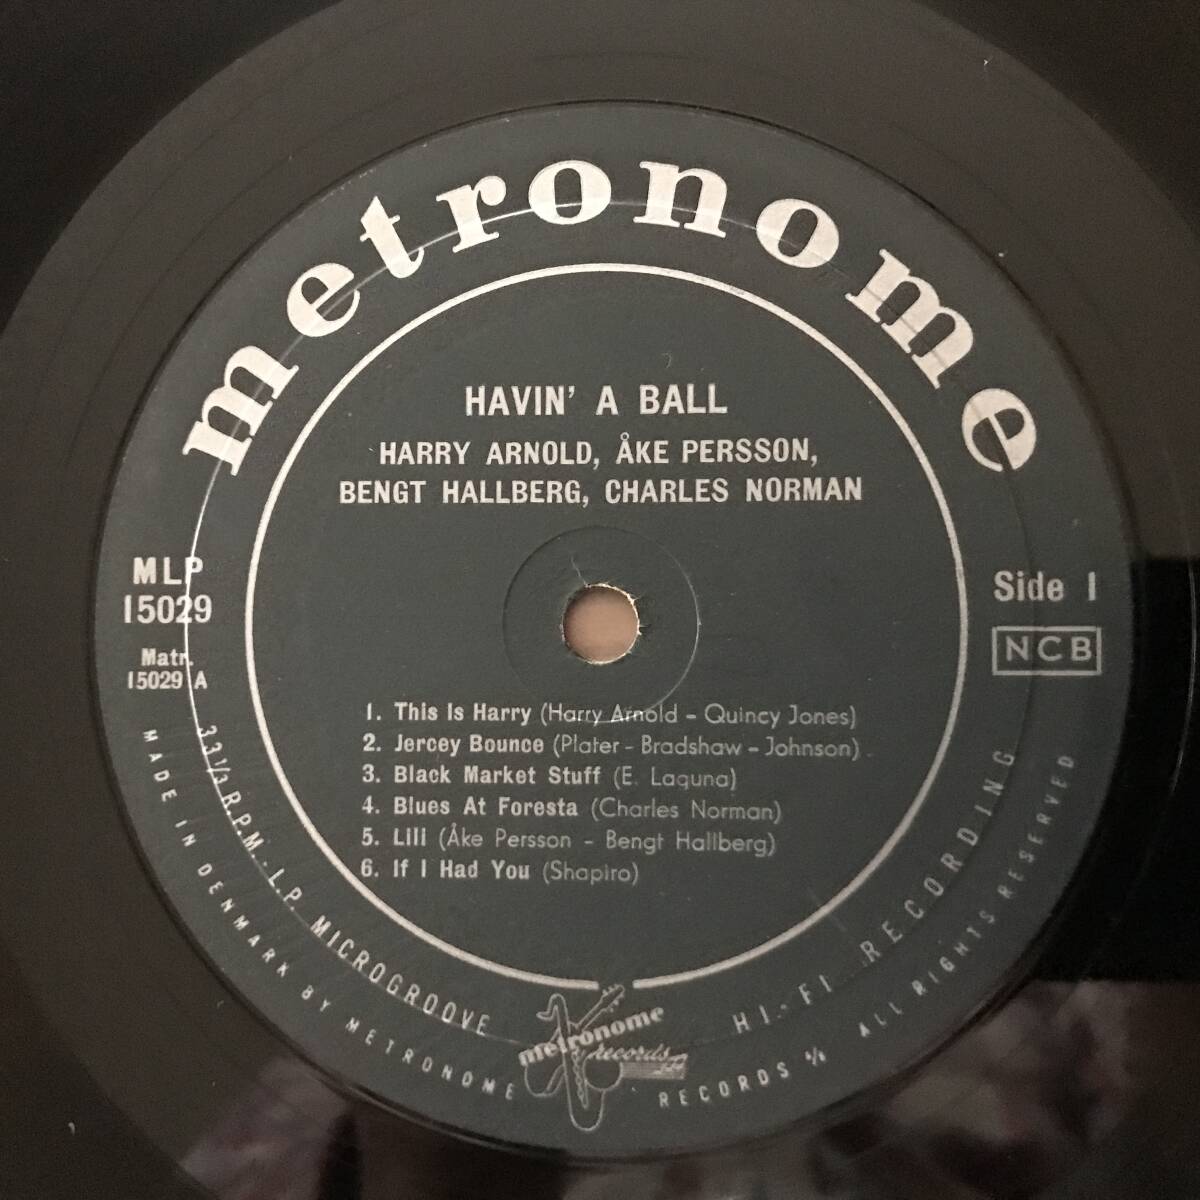 metronome
HAVIN' A BALL
HARRY ARNOLD, ÅKE PERSSON,
BENGT HALLBERG, CHARLES NORMAN
MLP
15029
Matr.
15029 A
Side 1
NCB
1. This Is Harry (Harry Arnold - Quincy Jones)
2. Jercey Bounce (Plater - Bradshaw - Johnson)
3. Black Market Stuff (E. Laguna)
4. Blues At Foresta (Charles Norman)
5. Lili (Åke Persson - Bengt Hallberg)
6. If I Had You (Shapiro)
33 1/3 R.P.M. - L.P. MICROGROOVE
HI-FI RECORDING
metronome
records
MADE IN DENMARK BY METRONOME RECORDS A/S ALL RIGHTS RESERVED